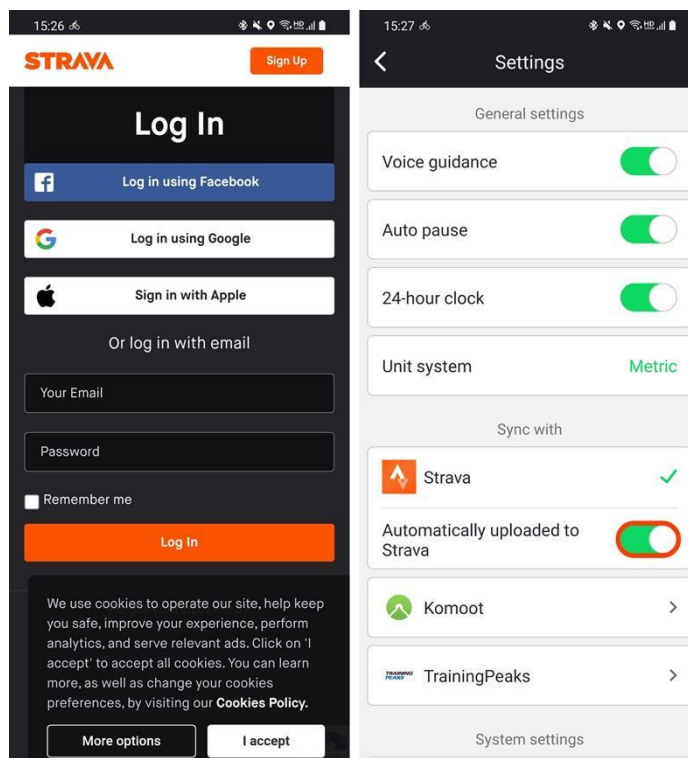 15:26
HD
STRAVA
Sign Up
Log In
Log in using Facebook
Log in using Google
Sign in with Apple
Or log in with email
Your Email
Password
Remember me
Log In
We use cookies to operate our site, help keep
you safe, improve your experience, perform
analytics, and serve relevant ads. Click on 'I
accept' to accept all cookies. You can learn
more, as well as change your cookies
preferences, by visiting our Cookies Policy.
More options
I accept
15:27
HD
Settings
General settings
Voice guidance
Auto pause
24-hour clock
Unit system
Metric
Sync with
Strava
Automatically uploaded to
Strava
Komoot
TRAINING
PEAKS
TrainingPeaks
System settings